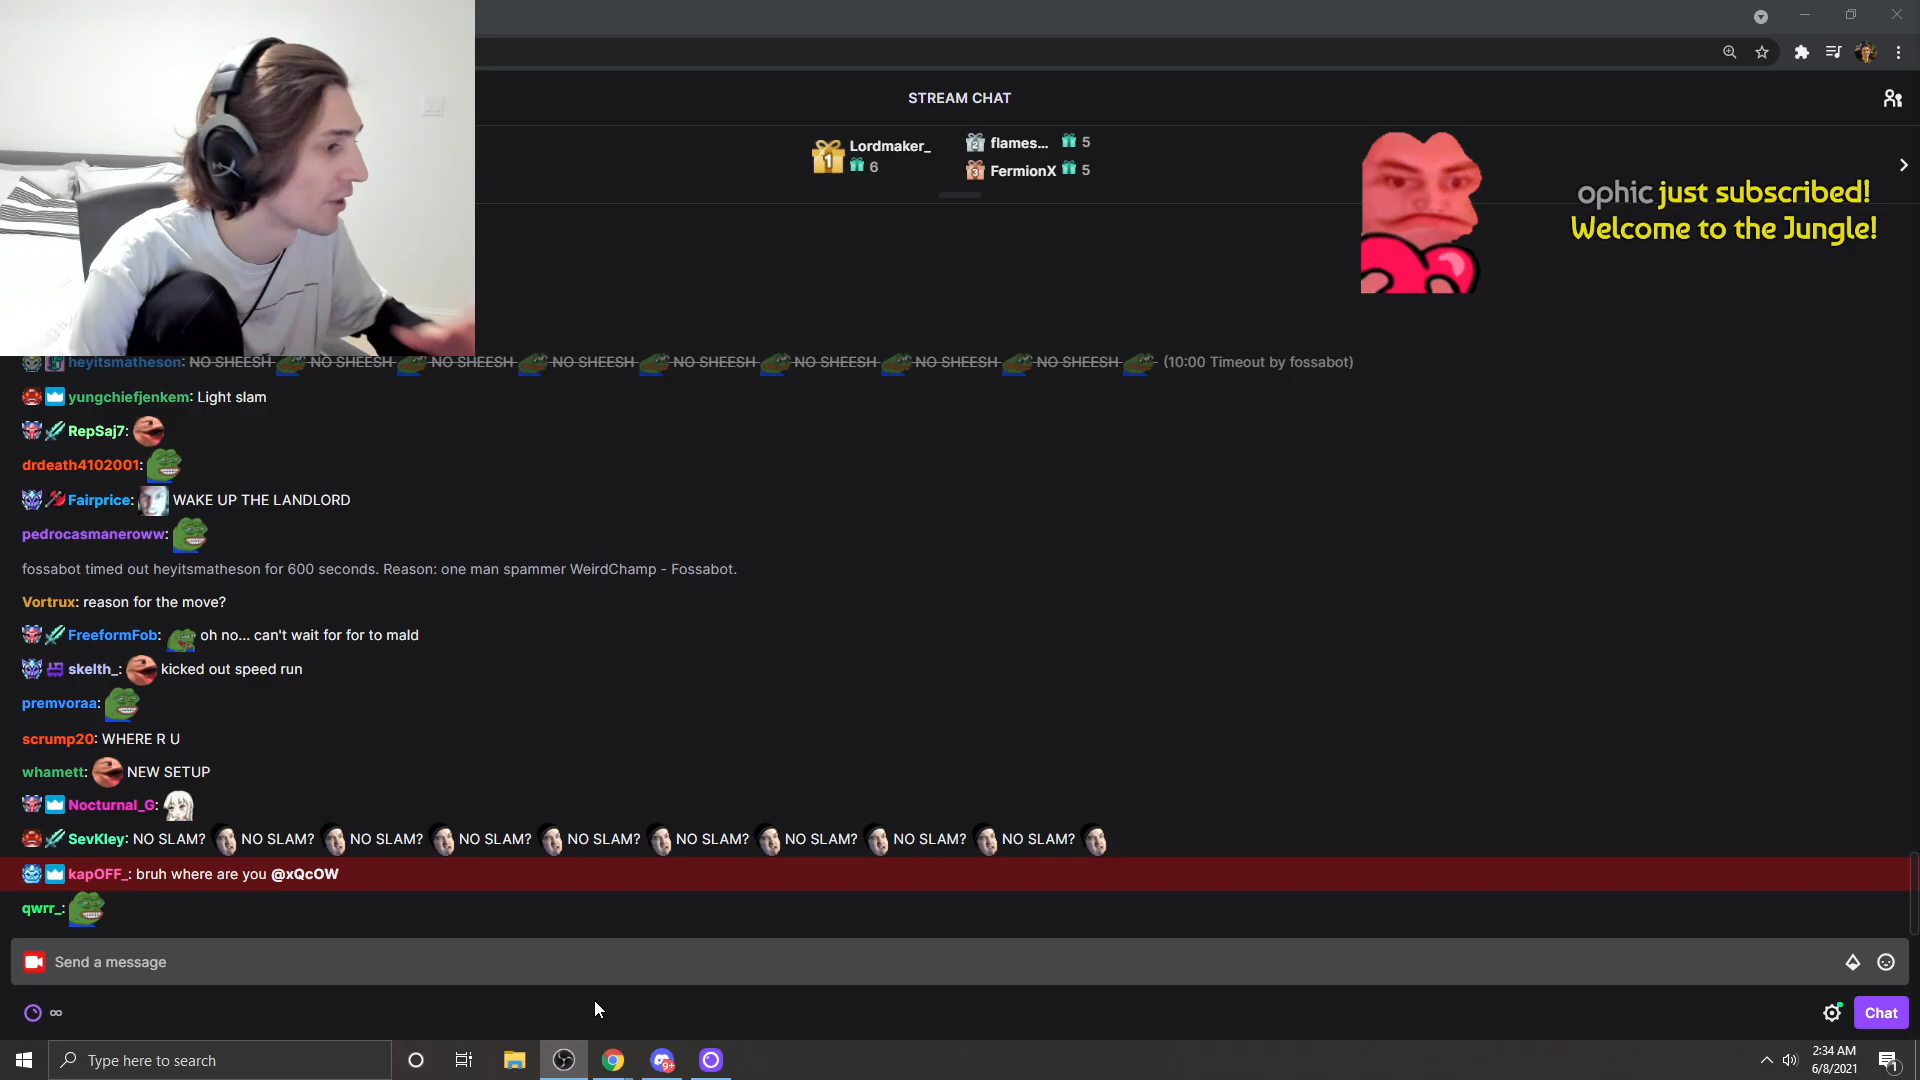 STREAM CHAT
1 Lordmaker_ 6
2 flames... 5
3 FermionX 5
ophic just subscribed!
Welcome to the Jungle!
heyitsmatheson: NO SHEESH NO SHEESH NO SHEESH NO SHEESH NO SHEESH NO SHEESH NO SHEESH NO SHEESH (10:00 Timeout by fossabot)
yungchiefjenkem: Light slam
RepSaj7:
drdeath4102001:
Fairprice: WAKE UP THE LANDLORD
pedrocasmaneroww:
fossabot timed out heyitsmatheson for 600 seconds. Reason: one man spammer WeirdChamp - Fossabot.
Vortrux: reason for the move?
FreeformFob: oh no... can't wait for for to mald
skelth_: kicked out speed run
premvoraa:
scrump20: WHERE R U
whamett: NEW SETUP
Nocturnal_G:
SevKley: NO SLAM? NO SLAM? NO SLAM? NO SLAM? NO SLAM? NO SLAM? NO SLAM? NO SLAM? NO SLAM?
kapOFF_: bruh where are you @xQcOW
qwrr_:
Send a message
∞
Chat
Type here to search
9+
2:34 AM
6/8/2021
1